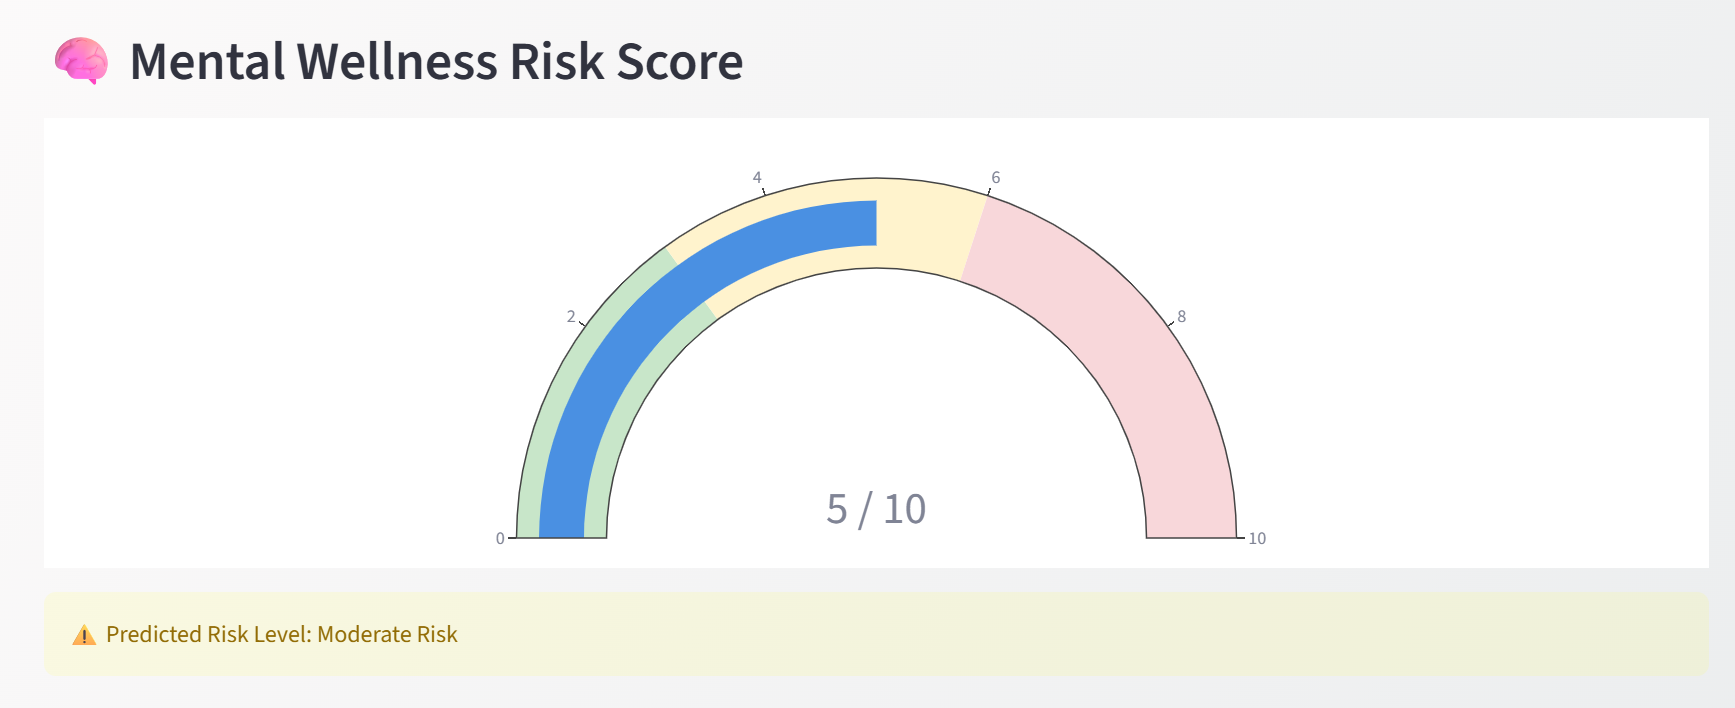 🧠 Mental Wellness Risk Score
4
6
2
8
5 / 10
0
10
⚠️ Predicted Risk Level: Moderate Risk